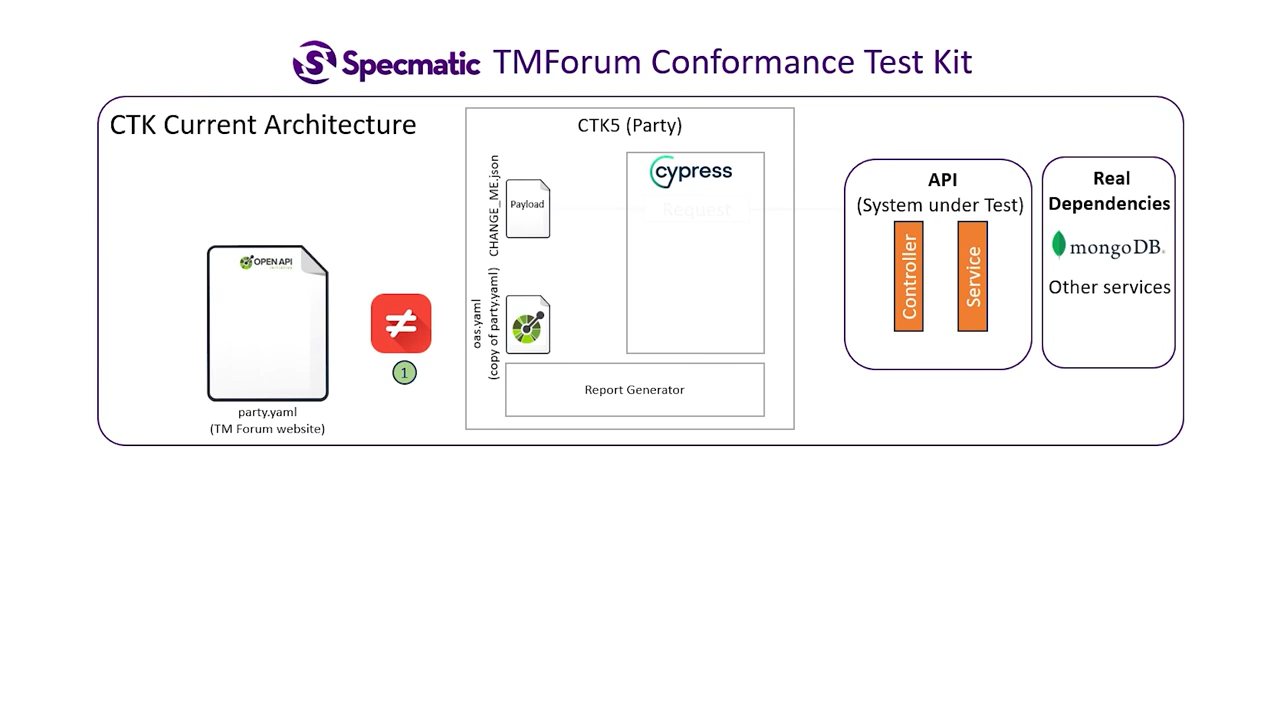 Specmatic TMForum Conformance Test Kit
CTK Current Architecture
CTK5 (Party)
CHANGE_ME.json
Payload
cypress
Request
API
(System under Test)
Controller
Service
Real
Dependencies
mongoDB.
Other services
OPEN API
INITIATIVE
party.yaml
(TM Forum website)
1
oas.yaml
(copy of party.yaml)
Report Generator